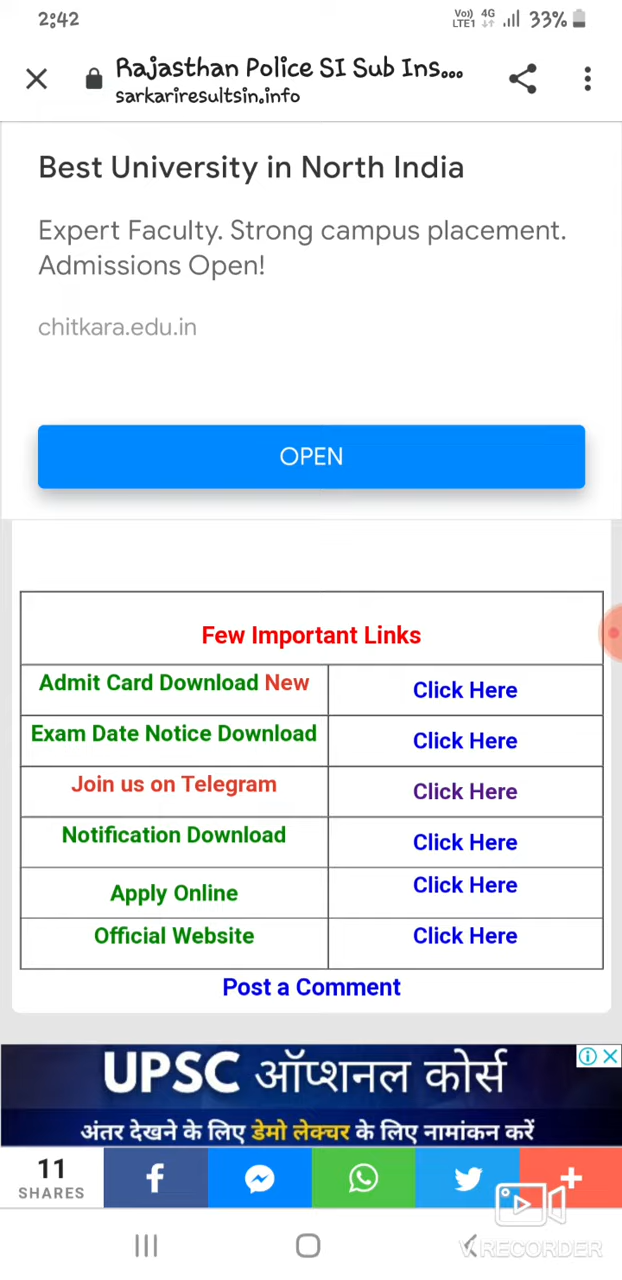 2:42
Vo)) 4G
LTE1
33%
Rajasthan Police SI Sub Ins...
sarkariresultsin.info
Best University in North India
Expert Faculty. Strong campus placement.
Admissions Open!
chitkara.edu.in
OPEN
Few Important Links
Admit Card Download New
Click Here
Exam Date Notice Download
Click Here
Join us on Telegram
Click Here
Notification Download
Click Here
Apply Online
Click Here
Official Website
Click Here
Post a Comment
UPSC ऑप्शनल कोर्स
अंतर देखने के लिए डेमो लेक्चर के लिए नामांकन करें
11
SHARES
V.RECORDER